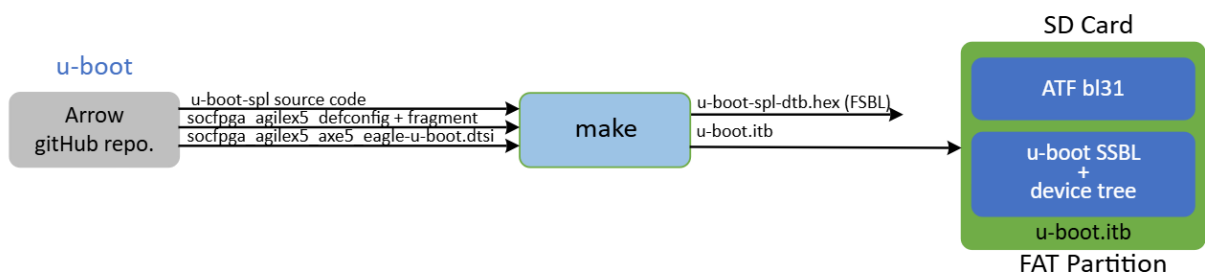 SD Card
u-boot
Arrow
gitHub repo.
u-boot-spl source code
socfpga_agilex5_defconfig + fragment
socfpga_agilex5_axe5_eagle-u-boot.dtsi
make
u-boot-spl-dtb.hex (FSBL)
u-boot.itb
ATF bl31
u-boot SSBL
+
device tree
u-boot.itb
FAT Partition